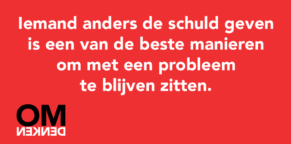 Iemand anders de schuld geven
is een van de beste manieren
om met een probleem
te blijven zitten.
OM
DENKEN